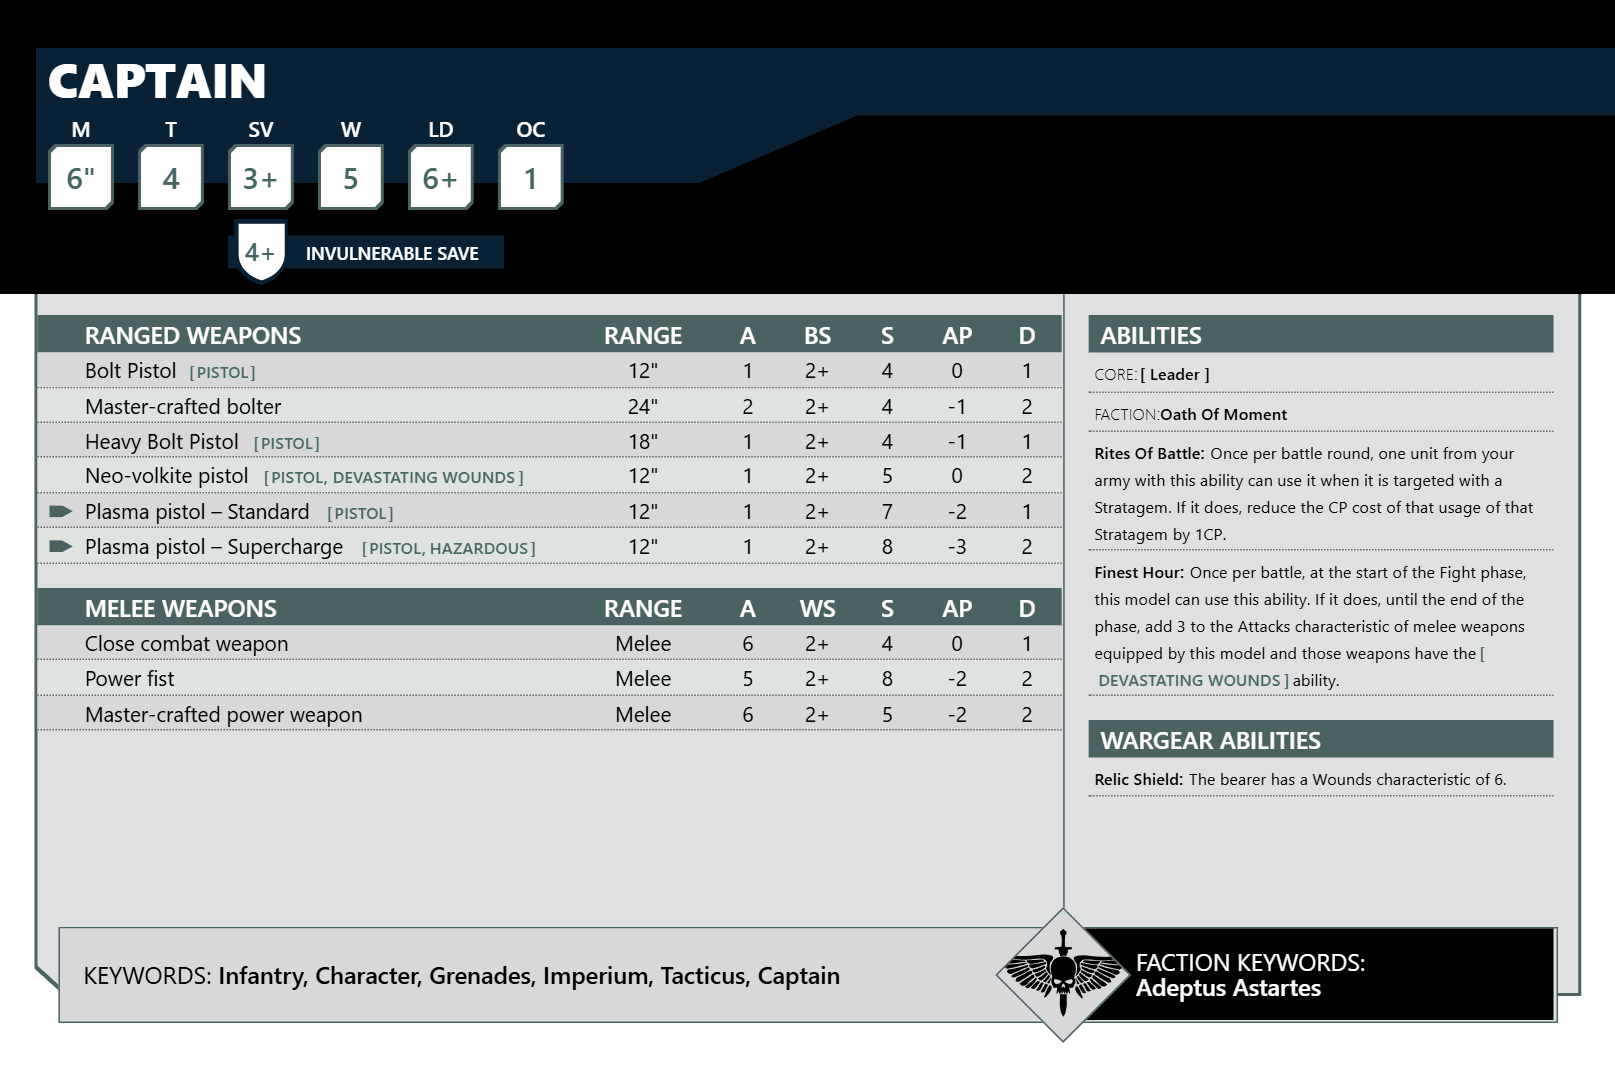 CAPTAIN
M T SV W LD OC
6" 4 3+ 5 6+ 1
4+ INVULNERABLE SAVE
RANGED WEAPONS RANGE A BS S AP D
Bolt Pistol [PISTOL] 12" 1 2+ 4 0 1
Master-crafted bolter 24" 2 2+ 4 -1 2
Heavy Bolt Pistol [PISTOL] 18" 1 2+ 4 -1 1
Neo-volkite pistol [PISTOL, DEVASTATING WOUNDS] 12" 1 2+ 5 0 2
Plasma pistol – Standard [PISTOL] 12" 1 2+ 7 -2 1
Plasma pistol – Supercharge [PISTOL, HAZARDOUS] 12" 1 2+ 8 -3 2
MELEE WEAPONS RANGE A WS S AP D
Close combat weapon Melee 6 2+ 4 0 1
Power fist Melee 5 2+ 8 -2 2
Master-crafted power weapon Melee 6 2+ 5 -2 2
ABILITIES
CORE:[ Leader ]
FACTION:Oath Of Moment
Rites Of Battle: Once per battle round, one unit from your
army with this ability can use it when it is targeted with a
Stratagem. If it does, reduce the CP cost of that usage of that
Stratagem by 1CP.
Finest Hour: Once per battle, at the start of the Fight phase,
this model can use this ability. If it does, until the end of the
phase, add 3 to the Attacks characteristic of melee weapons
equipped by this model and those weapons have the [
DEVASTATING WOUNDS ] ability.
WARGEAR ABILITIES
Relic Shield: The bearer has a Wounds characteristic of 6.
KEYWORDS: Infantry, Character, Grenades, Imperium, Tacticus, Captain
FACTION KEYWORDS:
Adeptus Astartes